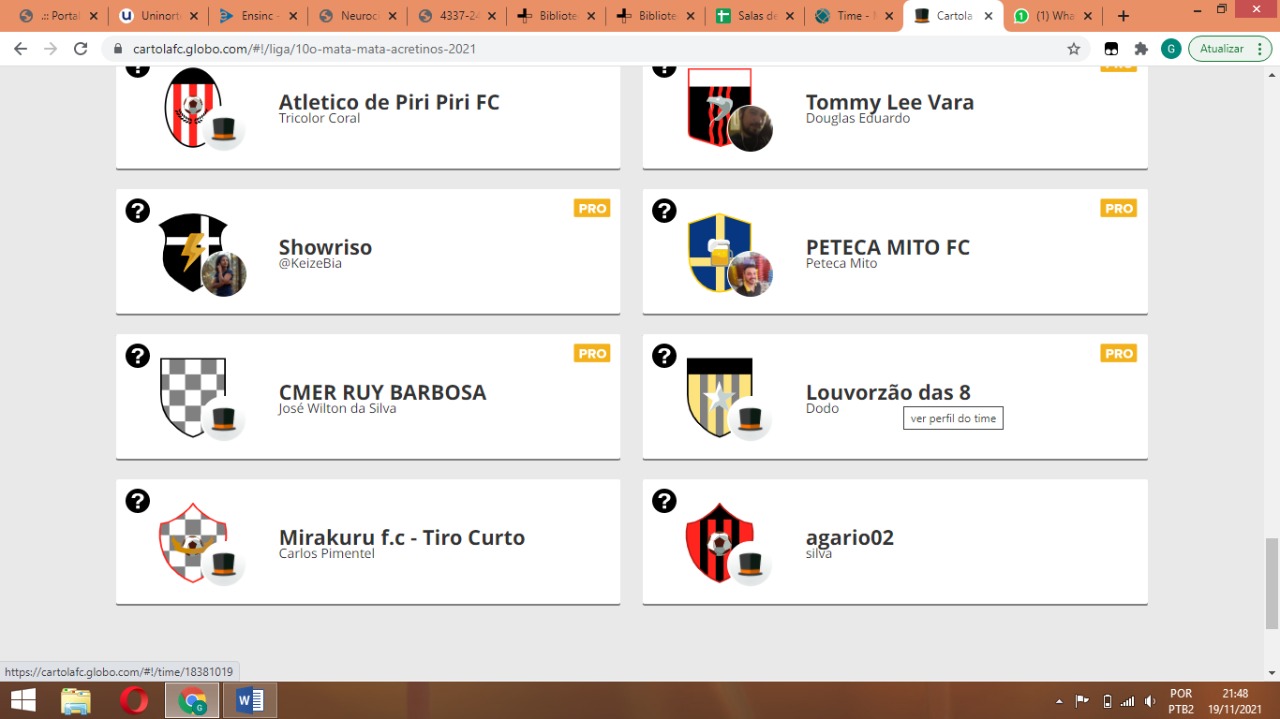 .:: Portal
Uninort
Ensinc -
Neuroc
4337-24
Bibliote
Bibliote
Salas de
Time - 
Cartola
(1) Wha
cartolafc.globo.com/#!/liga/10o-mata-mata-acretinos-2021
G
Atualizar
Atletico de Piri Piri FC
Tricolor Coral
PRO
Tommy Lee Vara
Douglas Eduardo
PRO
Showriso
@KeizeBia
PRO
PETECA MITO FC
Peteca Mito
PRO
CMER RUY BARBOSA
José Wilton da Silva
PRO
Louvorzão das 8
Dodo
ver perfil do time
Mirakuru f.c - Tiro Curto
Carlos Pimentel
agario02
silva
https://cartolafc.globo.com/#!/time/18381019
POR
PTB2
21:48
19/11/2021